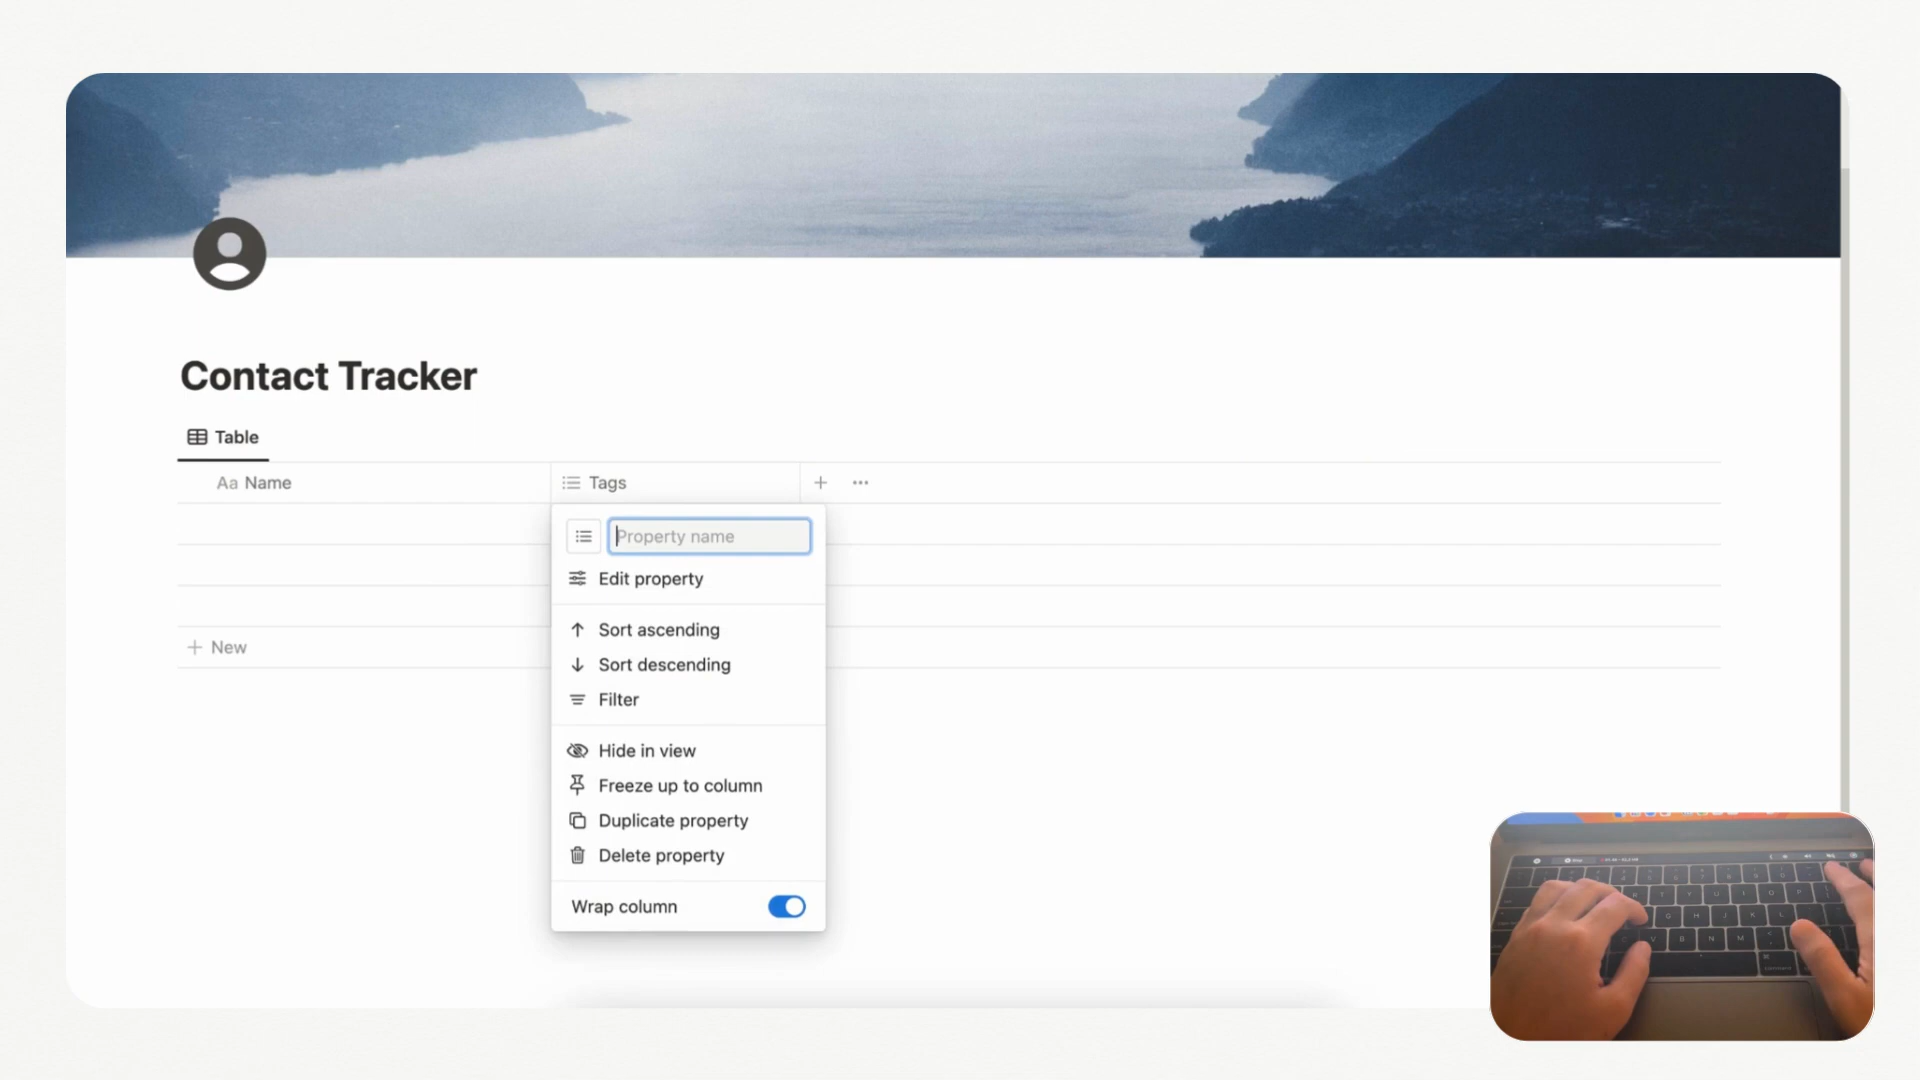 Contact Tracker
Table
Aa Name
Tags
Property name
Edit property
Sort ascending
Sort descending
Filter
New
Hide in view
Freeze up to column
Duplicate property
Delete property
Wrap column